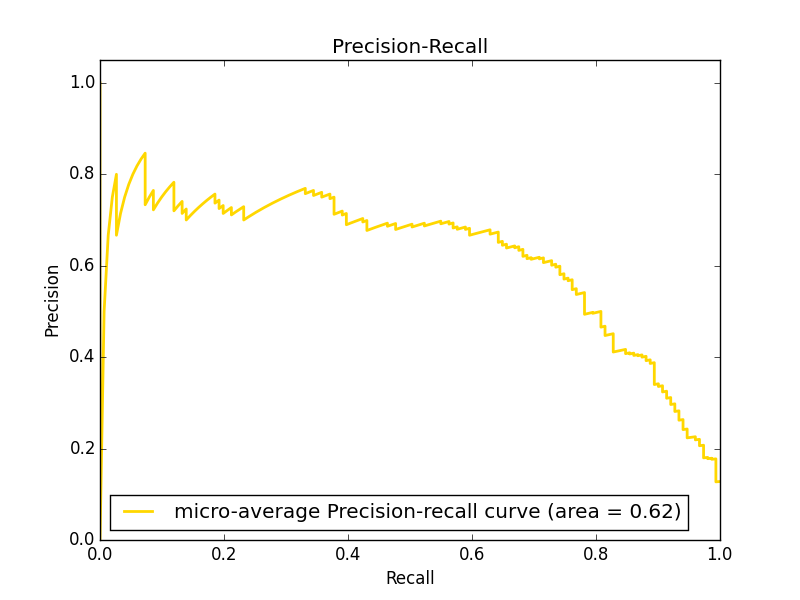 Precision-Recall
1.0
0.8
0.6
0.4
0.2
0.0
Precision
micro-average Precision-recall curve (area = 0.62)
0.0 0.2 0.4 0.6 0.8 1.0
Recall